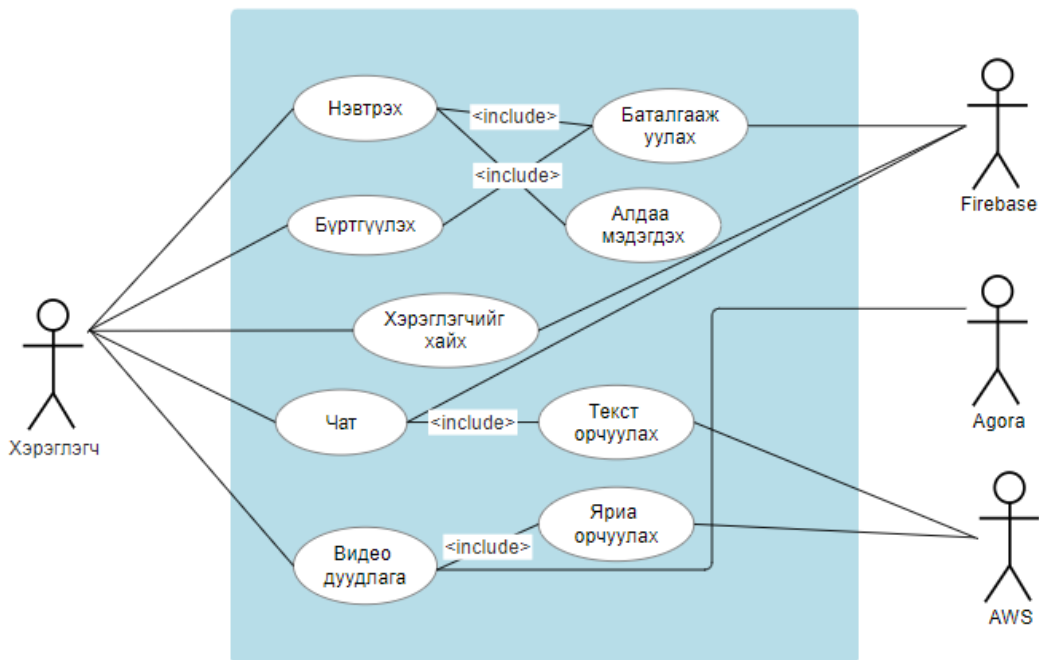 Нэвтрэх
<include>
Баталгааж
уулах
Firebase
<include>
Бүртгүүлэх
Алдаа
мэдэгдэх
Хэрэглэгчийг
хайх
Хэрэглэгч
Agora
Чат
<include>
Текст
орчуулах
Яриа
орчуулах
<include>
Видео
дуудлага
AWS